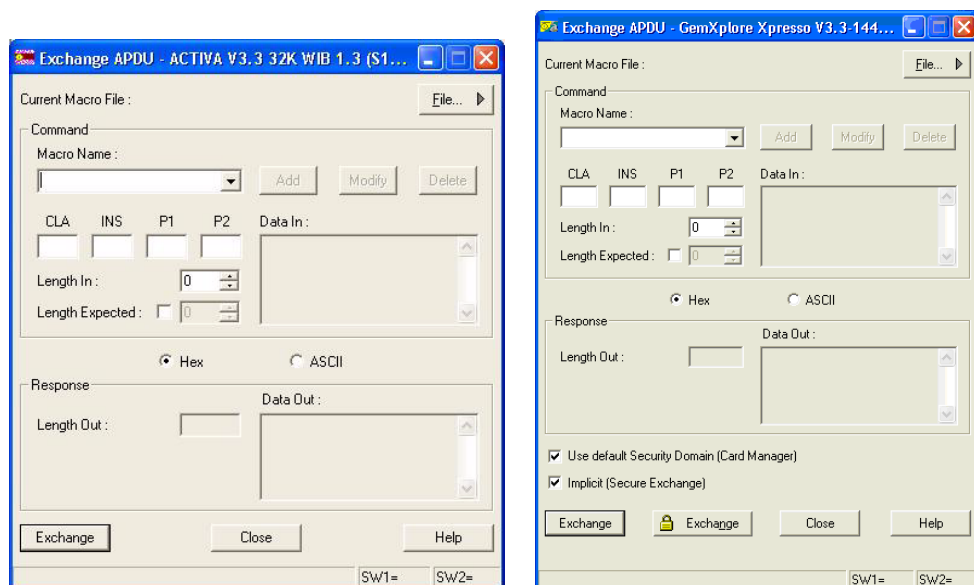 Exchange APDU - ACTIVA V3.3 32K WIB 1.3 (S1...
Current Macro File :
File...
Command
Macro Name :
Add
Modify
Delete
CLA INS P1 P2 Data In :
Length In : 0
Length Expected : 0
Hex ASCII
Response
Data Out :
Length Out :
Exchange Close Help
SW1= SW2=
Exchange APDU - GemXplore Xpresso V3.3-144...
Current Macro File :
File...
Command
Macro Name :
Add
Modify
Delete
CLA INS P1 P2 Data In :
Length In : 0
Length Expected : 0
Hex ASCII
Response
Data Out :
Length Out :
Use default Security Domain (Card Manager)
Implicit (Secure Exchange)
Exchange Exchange Close Help
SW1= SW2=